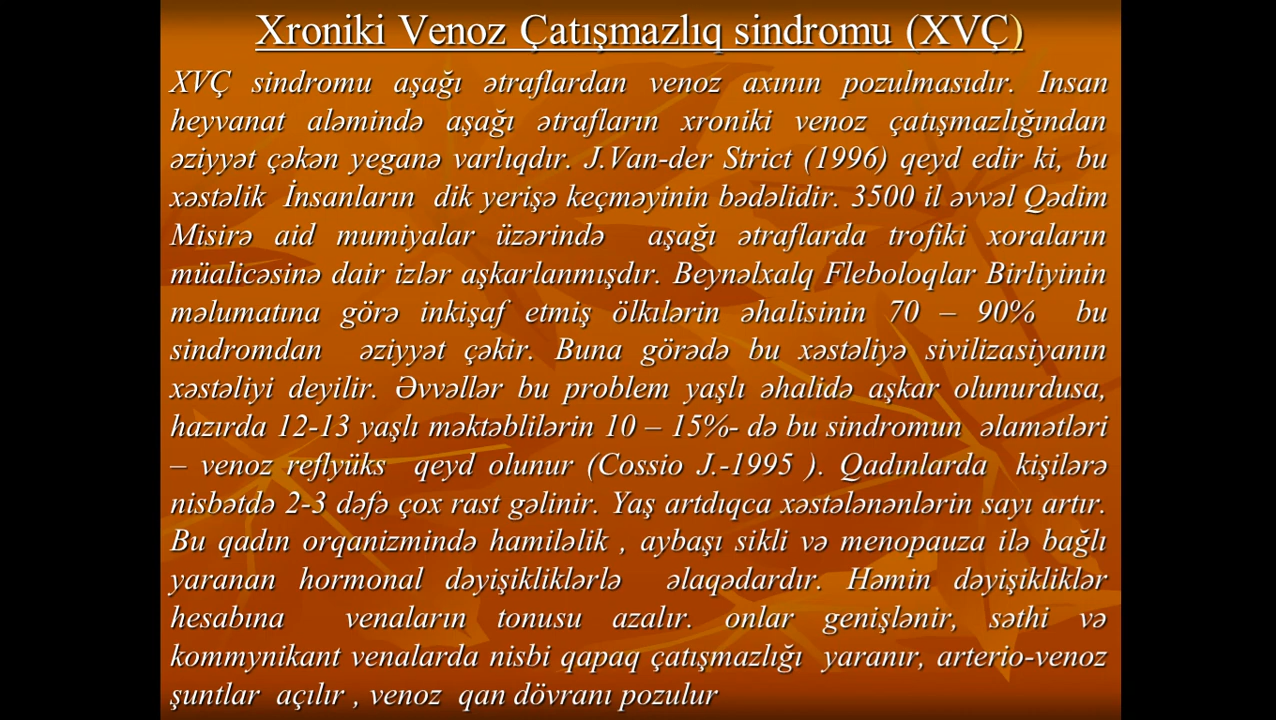 Xroniki Venoz Çatışmazlıq sindromu (XVÇ)
XVÇ sindromu aşağı ətraflardan venoz axının pozulmasıdır. Insan
heyvanat aləmində aşağı ətrafların xroniki venoz çatışmazlığından
əziyyət çəkən yeganə varlıqdır. J.Van-der Strict (1996) qeyd edir ki, bu
xəstəlik İnsanların dik yerişə keçməyinin bədəlidir. 3500 il əvvəl Qədim
Misirə aid mumiyalar üzərində aşağı ətraflarda trofiki xoraların
müalicəsinə dair izlər aşkarlanmışdır. Beynəlxalq Fleboloqlar Birliyinin
məlumatına görə inkişaf etmiş ölkılərin əhalisinin 70 – 90% bu
sindromdan əziyyət çəkir. Buna görədə bu xəstəliyə sivilizasiyanın
xəstəliyi deyilir. Əvvəllər bu problem yaşlı əhalidə aşkar olunurdusa,
hazırda 12-13 yaşlı məktəblilərin 10 – 15%- də bu sindromun əlamətləri
– venoz reflyüks qeyd olunur (Cossio J.-1995 ). Qadınlarda kişilərə
nisbətdə 2-3 dəfə çox rast gəlinir. Yaş artdıqca xəstələnənlərin sayı artır.
Bu qadın orqanizmində hamiləlik , aybaşı sikli və menopauza ilə bağlı
yaranan hormonal dəyişikliklərlə əlaqədardır. Həmin dəyişikliklər
hesabına venaların tonusu azalır. onlar genişlənir, səthi və
kommynikant venalarda nisbi qapaq çatışmazlığı yaranır, arterio-venoz
şuntlar açılır , venoz qan dövranı pozulur